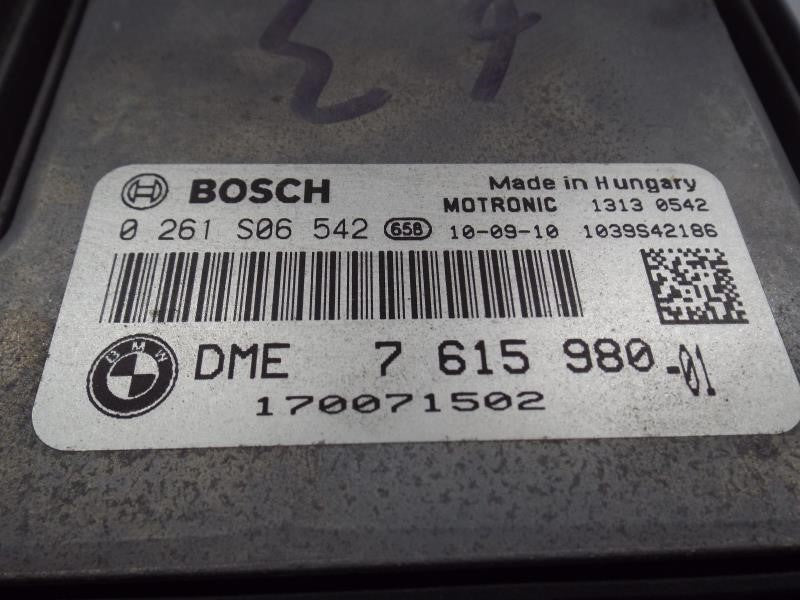 BOSCH Made in Hungary
MOTRONIC 1313 0542
0 261 S06 542 658 10-09-10 1039S42186
BMW DME 7 615 980-01
170071502